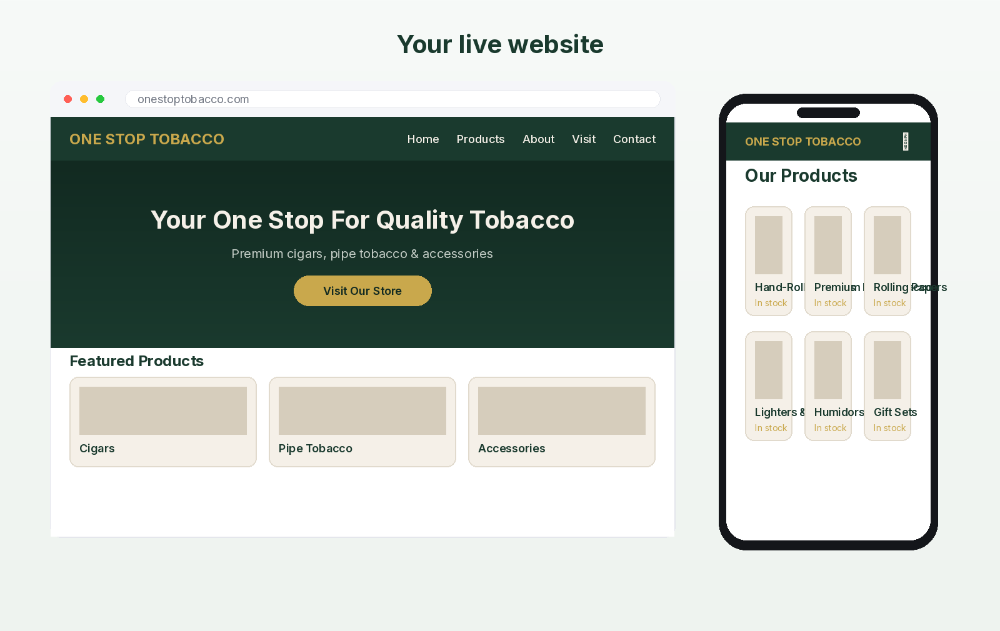 Your live website
onestoptobacco.com
ONE STOP TOBACCO
Home Products About Visit Contact
Your One Stop For Quality Tobacco
Premium cigars, pipe tobacco & accessories
Visit Our Store
Featured Products
Cigars Pipe Tobacco Accessories
ONE STOP TOBACCO
Our Products
Premium Rolling Papers
In stock In stock In stock
Lighters & Humidors Gift Sets
In stock In stock In stock